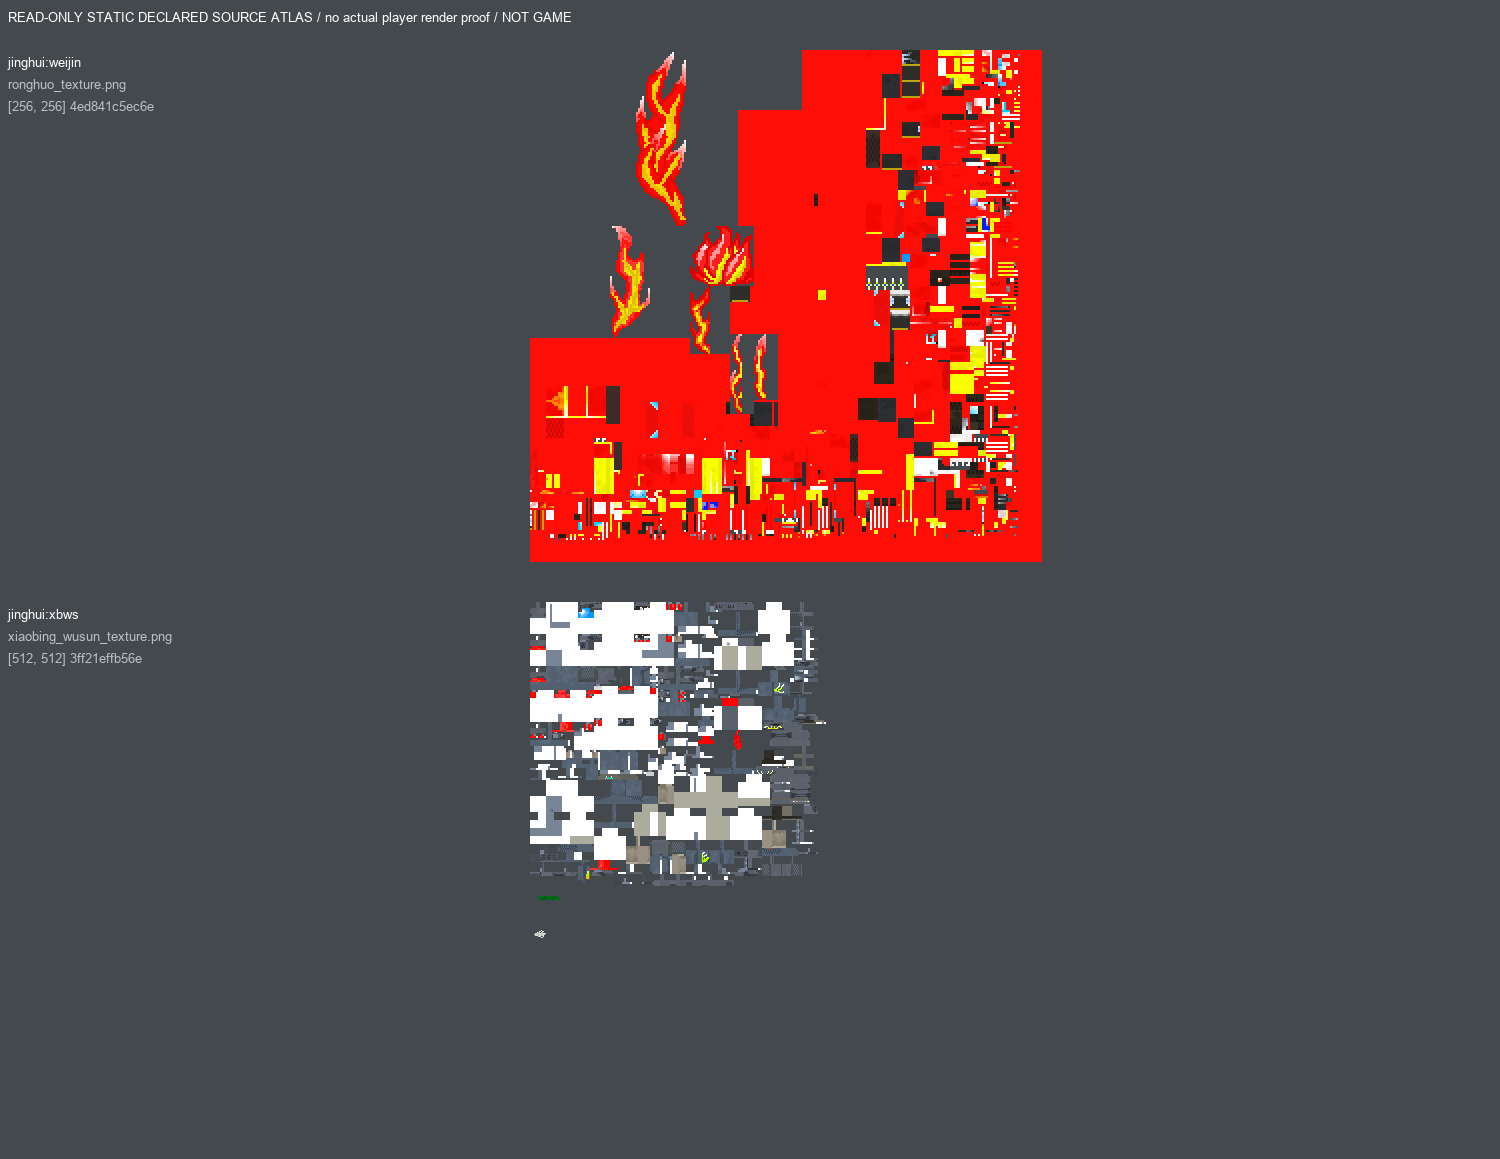 READ-ONLY STATIC DECLARED SOURCE ATLAS / no actual player render proof / NOT GAME
jinghui:weijin
ronghuo_texture.png
[256, 256] 4ed841c5ec6e
jinghui:xbws
xiaobing_wusun_texture.png
[512, 512] 3ff21effb56e